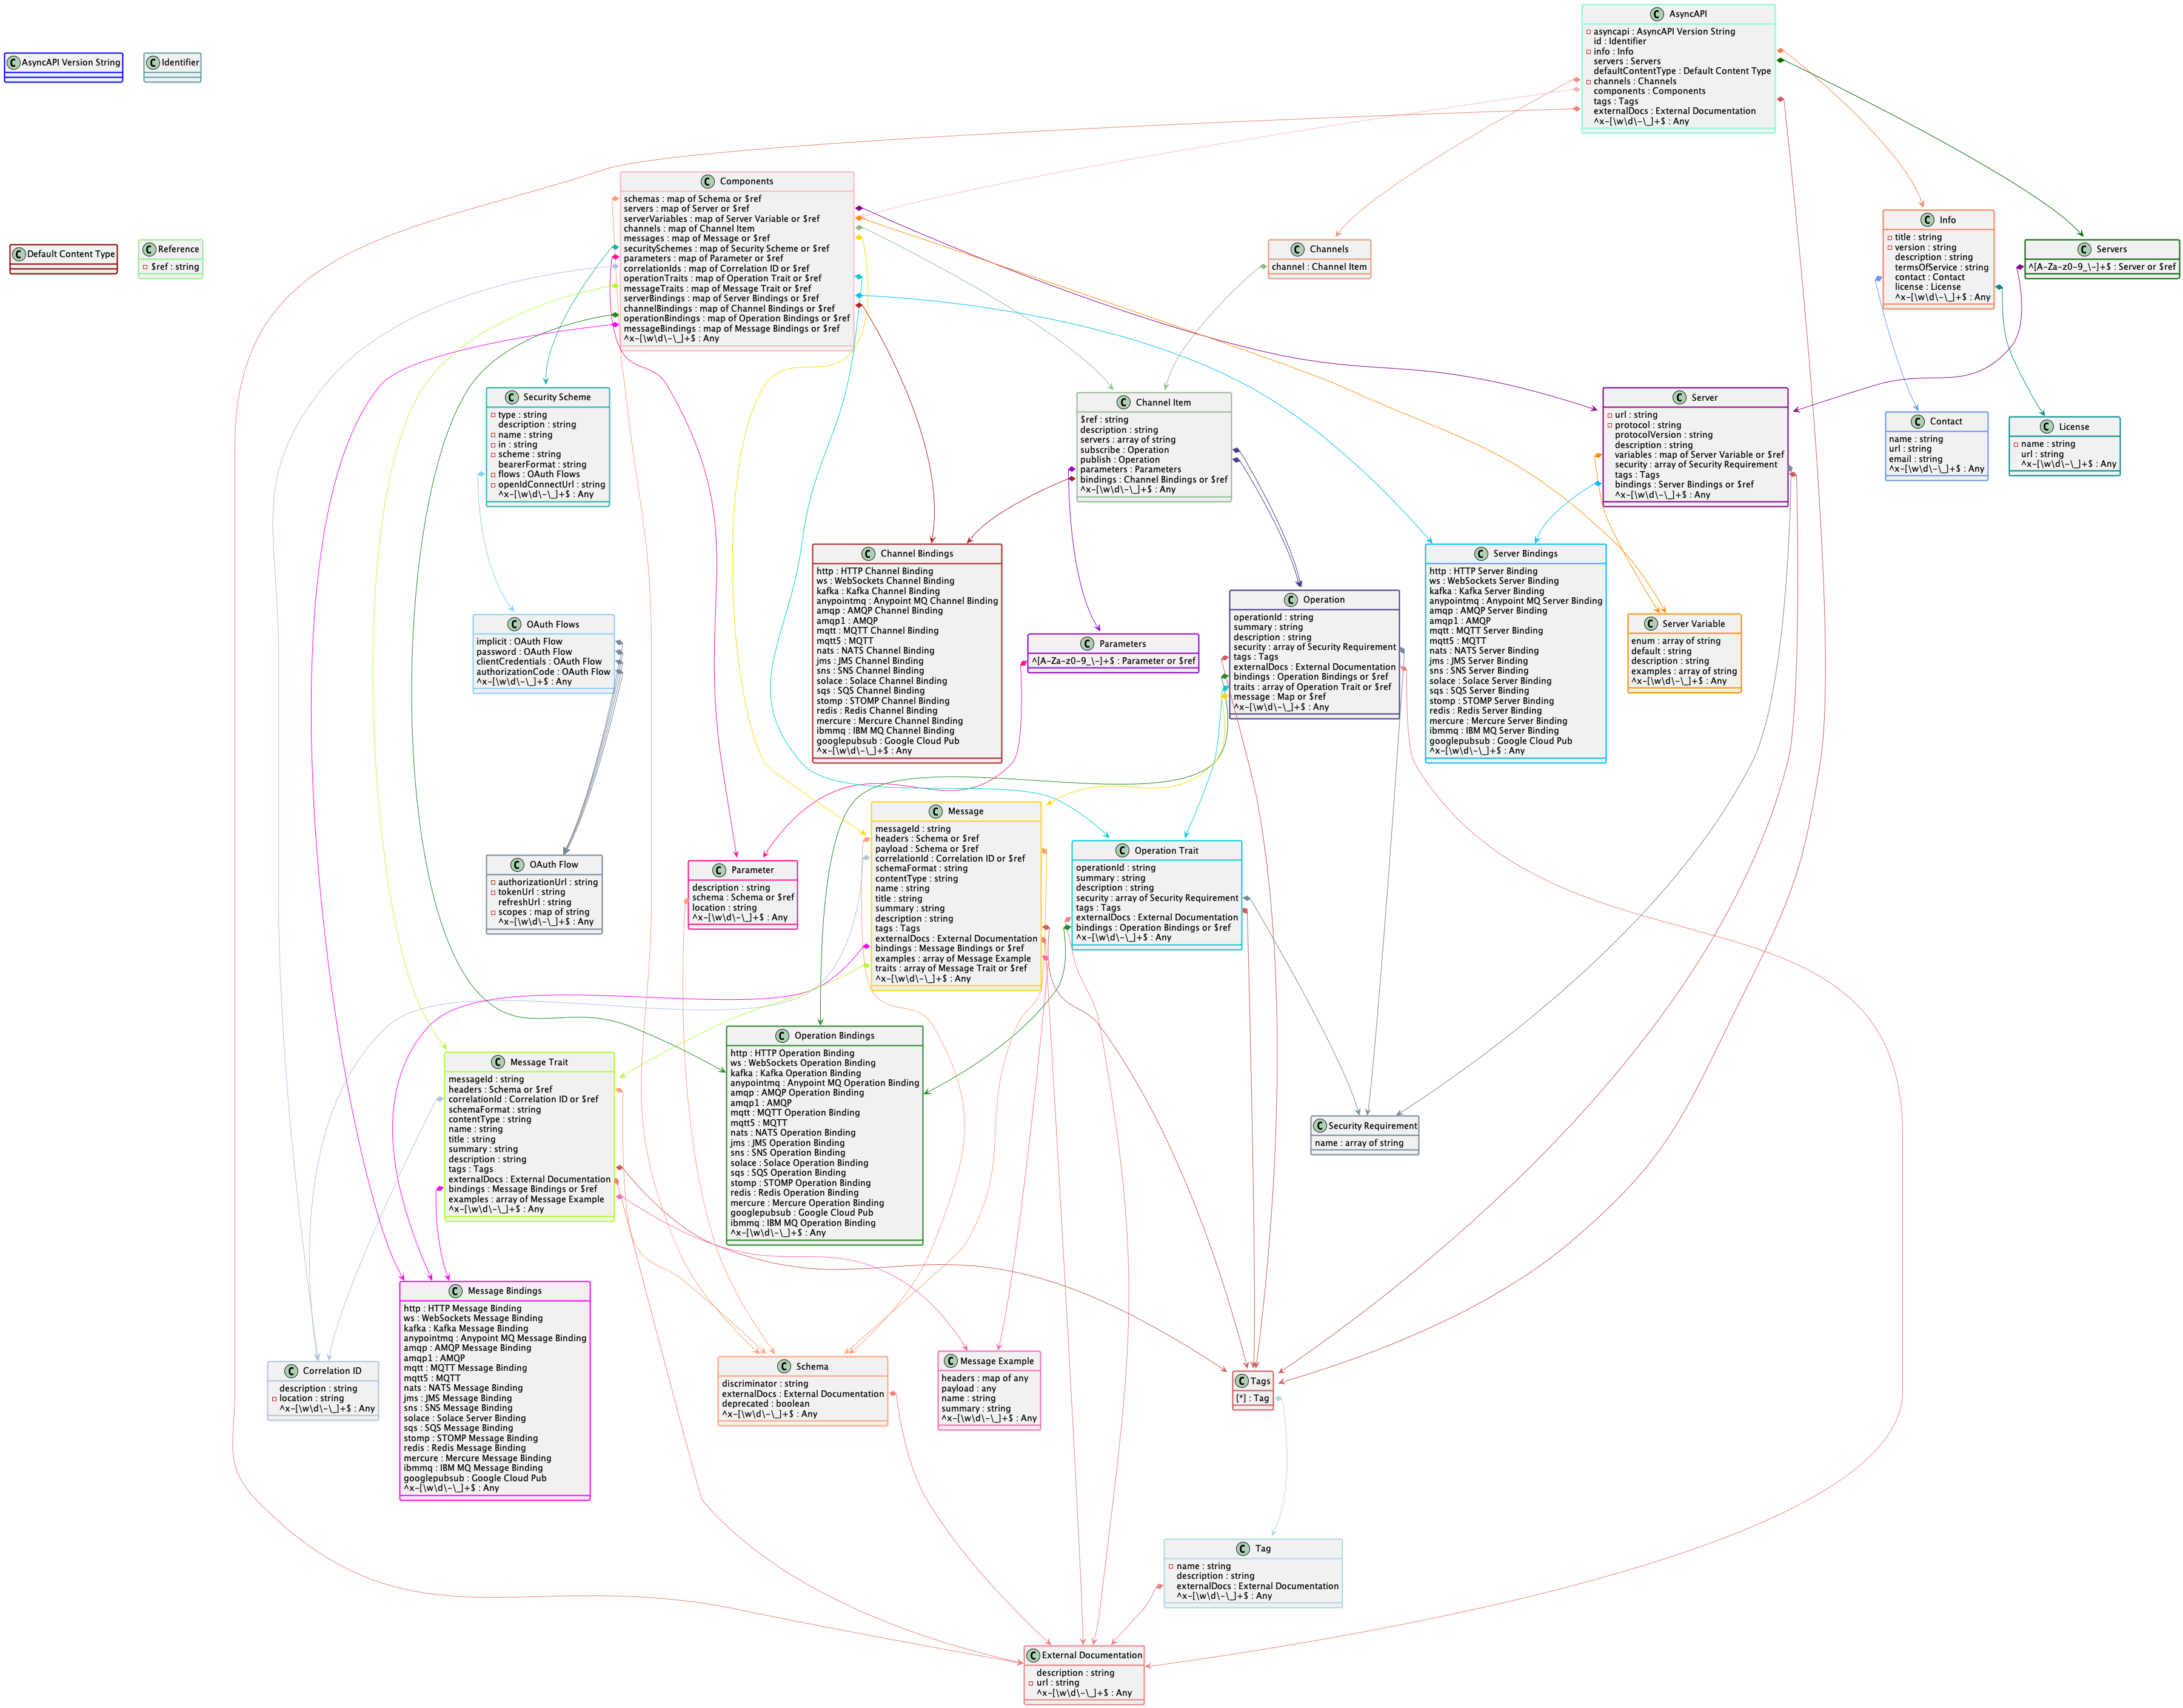 AsyncAPI
asyncapi : AsyncAPI Version String
id : Identifier
info : Info
servers : Servers
defaultContentType : Default Content Type
channels : Channels
components : Components
tags : Tags
externalDocs : External Documentation
^x-[\w\d\-\_]+$ : Any
AsyncAPI Version String
Identifier
Components
schemas : map of Schema or $ref
servers : map of Server or $ref
serverVariables : map of Server Variable or $ref
channels : map of Channel Item
messages : map of Message or $ref
securitySchemes : map of Security Scheme or $ref
parameters : map of Parameter or $ref
correlationIds : map of Correlation ID or $ref
operationTraits : map of Operation Trait or $ref
messageTraits : map of Message Trait or $ref
serverBindings : map of Server Bindings or $ref
channelBindings : map of Channel Bindings or $ref
operationBindings : map of Operation Bindings or $ref
messageBindings : map of Message Bindings or $ref
^x-[\w\d\-\_]+$ : Any
Info
title : string
version : string
description : string
termsOfService : string
contact : Contact
license : License
^x-[\w\d\-\_]+$ : Any
Default Content Type
Reference
$ref : string
Channels
channel : Channel Item
Servers
^[A-Za-z0-9_\-]+$ : Server or $ref
Security Scheme
type : string
description : string
name : string
in : string
scheme : string
bearerFormat : string
flows : OAuth Flows
openIdConnectUrl : string
^x-[\w\d\-\_]+$ : Any
Channel Item
$ref : string
description : string
servers : array of string
subscribe : Operation
publish : Operation
parameters : Parameters
bindings : Channel Bindings or $ref
^x-[\w\d\-\_]+$ : Any
Server
url : string
protocol : string
protocolVersion : string
description : string
variables : map of Server Variable or $ref
security : array of Security Requirement
tags : Tags
bindings : Server Bindings or $ref
^x-[\w\d\-\_]+$ : Any
Contact
name : string
url : string
email : string
^x-[\w\d\-\_]+$ : Any
License
name : string
url : string
^x-[\w\d\-\_]+$ : Any
OAuth Flows
implicit : OAuth Flow
password : OAuth Flow
clientCredentials : OAuth Flow
authorizationCode : OAuth Flow
^x-[\w\d\-\_]+$ : Any
Channel Bindings
http : HTTP Channel Binding
ws : WebSockets Channel Binding
kafka : Kafka Channel Binding
anypointmq : Anypoint MQ Channel Binding
amqp : AMQP Channel Binding
amqp1 : AMQP
mqtt : MQTT Channel Binding
mqtt5 : MQTT
nats : NATS Channel Binding
jms : JMS Channel Binding
sns : SNS Channel Binding
solace : Solace Channel Binding
sqs : SQS Channel Binding
stomp : STOMP Channel Binding
redis : Redis Channel Binding
mercure : Mercure Channel Binding
ibmmq : IBM MQ Channel Binding
googlepubsub : Google Cloud Pub
^x-[\w\d\-\_]+$ : Any
Parameters
^[A-Za-z0-9_\-]+$ : Parameter or $ref
Operation
operationId : string
summary : string
description : string
security : array of Security Requirement
tags : Tags
externalDocs : External Documentation
bindings : Operation Bindings or $ref
traits : array of Operation Trait or $ref
message : Map or $ref
^x-[\w\d\-\_]+$ : Any
Server Bindings
http : HTTP Server Binding
ws : WebSockets Server Binding
kafka : Kafka Server Binding
anypointmq : Anypoint MQ Server Binding
amqp : AMQP Server Binding
amqp1 : AMQP
mqtt : MQTT Server Binding
mqtt5 : MQTT
nats : NATS Server Binding
jms : JMS Server Binding
sns : SNS Server Binding
solace : Solace Server Binding
sqs : SQS Server Binding
stomp : STOMP Server Binding
redis : Redis Server Binding
mercure : Mercure Server Binding
ibmmq : IBM MQ Server Binding
googlepubsub : Google Cloud Pub
^x-[\w\d\-\_]+$ : Any
Server Variable
enum : array of string
default : string
description : string
examples : array of string
^x-[\w\d\-\_]+$ : Any
OAuth Flow
authorizationUrl : string
tokenUrl : string
refreshUrl : string
scopes : map of string
^x-[\w\d\-\_]+$ : Any
Parameter
description : string
schema : Schema or $ref
location : string
^x-[\w\d\-\_]+$ : Any
Message
messageId : string
headers : Schema or $ref
payload : Schema or $ref
correlationId : Correlation ID or $ref
schemaFormat : string
contentType : string
name : string
title : string
summary : string
description : string
tags : Tags
externalDocs : External Documentation
bindings : Message Bindings or $ref
examples : array of Message Example
traits : array of Message Trait or $ref
^x-[\w\d\-\_]+$ : Any
Operation Trait
operationId : string
summary : string
description : string
security : array of Security Requirement
tags : Tags
externalDocs : External Documentation
bindings : Operation Bindings or $ref
^x-[\w\d\-\_]+$ : Any
Message Trait
messageId : string
headers : Schema or $ref
correlationId : Correlation ID or $ref
schemaFormat : string
contentType : string
name : string
title : string
summary : string
description : string
tags : Tags
externalDocs : External Documentation
bindings : Message Bindings or $ref
examples : array of Message Example
^x-[\w\d\-\_]+$ : Any
Operation Bindings
http : HTTP Operation Binding
ws : WebSockets Operation Binding
kafka : Kafka Operation Binding
anypointmq : Anypoint MQ Operation Binding
amqp : AMQP Operation Binding
amqp1 : AMQP
mqtt : MQTT Operation Binding
mqtt5 : MQTT
nats : NATS Operation Binding
jms : JMS Operation Binding
sns : SNS Operation Binding
solace : Solace Operation Binding
sqs : SQS Operation Binding
stomp : STOMP Operation Binding
redis : Redis Operation Binding
mercure : Mercure Operation Binding
googlepubsub : Google Cloud Pub
ibmmq : IBM MQ Operation Binding
^x-[\w\d\-\_]+$ : Any
Security Requirement
name : array of string
Message Bindings
http : HTTP Message Binding
ws : WebSockets Message Binding
kafka : Kafka Message Binding
anypointmq : Anypoint MQ Message Binding
amqp : AMQP Message Binding
amqp1 : AMQP
mqtt : MQTT Message Binding
mqtt5 : MQTT
nats : NATS Message Binding
jms : JMS Message Binding
sns : SNS Message Binding
solace : Solace Server Binding
sqs : SQS Message Binding
stomp : STOMP Message Binding
redis : Redis Message Binding
mercure : Mercure Message Binding
ibmmq : IBM MQ Message Binding
googlepubsub : Google Cloud Pub
^x-[\w\d\-\_]+$ : Any
Correlation ID
description : string
location : string
^x-[\w\d\-\_]+$ : Any
Schema
discriminator : string
externalDocs : External Documentation
deprecated : boolean
^x-[\w\d\-\_]+$ : Any
Message Example
headers : map of any
payload : any
name : string
summary : string
^x-[\w\d\-\_]+$ : Any
Tags
[*] : Tag
Tag
name : string
description : string
externalDocs : External Documentation
^x-[\w\d\-\_]+$ : Any
External Documentation
description : string
url : string
^x-[\w\d\-\_]+$ : Any